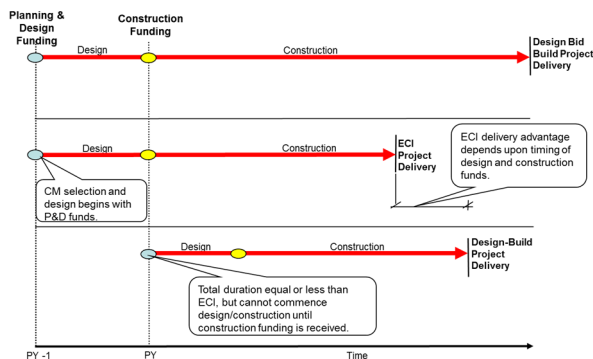 Planning &
Design
Funding
Construction
Funding
Design
Construction
Design Bid
Build Project
Delivery
Design
Construction
ECI
Project
Delivery
ECI delivery advantage
depends upon timing of
design and construction
funds.
CM selection and
design begins with
P&D funds.
Design
Construction
Design-Build
Project
Delivery
Total duration equal or less than
ECI, but cannot commence
design/construction until
construction funding is received.
PY -1
PY
Time